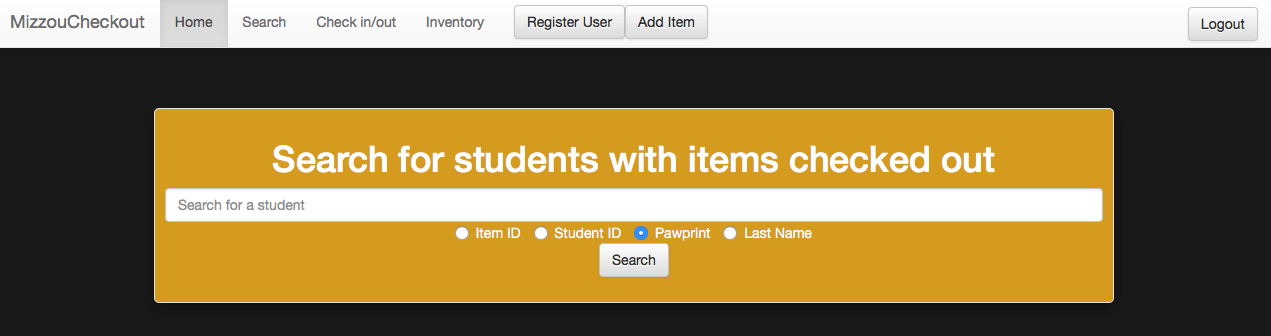 MizzouCheckout Home Search Check in/out Inventory Register User Add Item Logout
Search for students with items checked out
Search for a student
Item ID Student ID Pawprint Last Name
Search